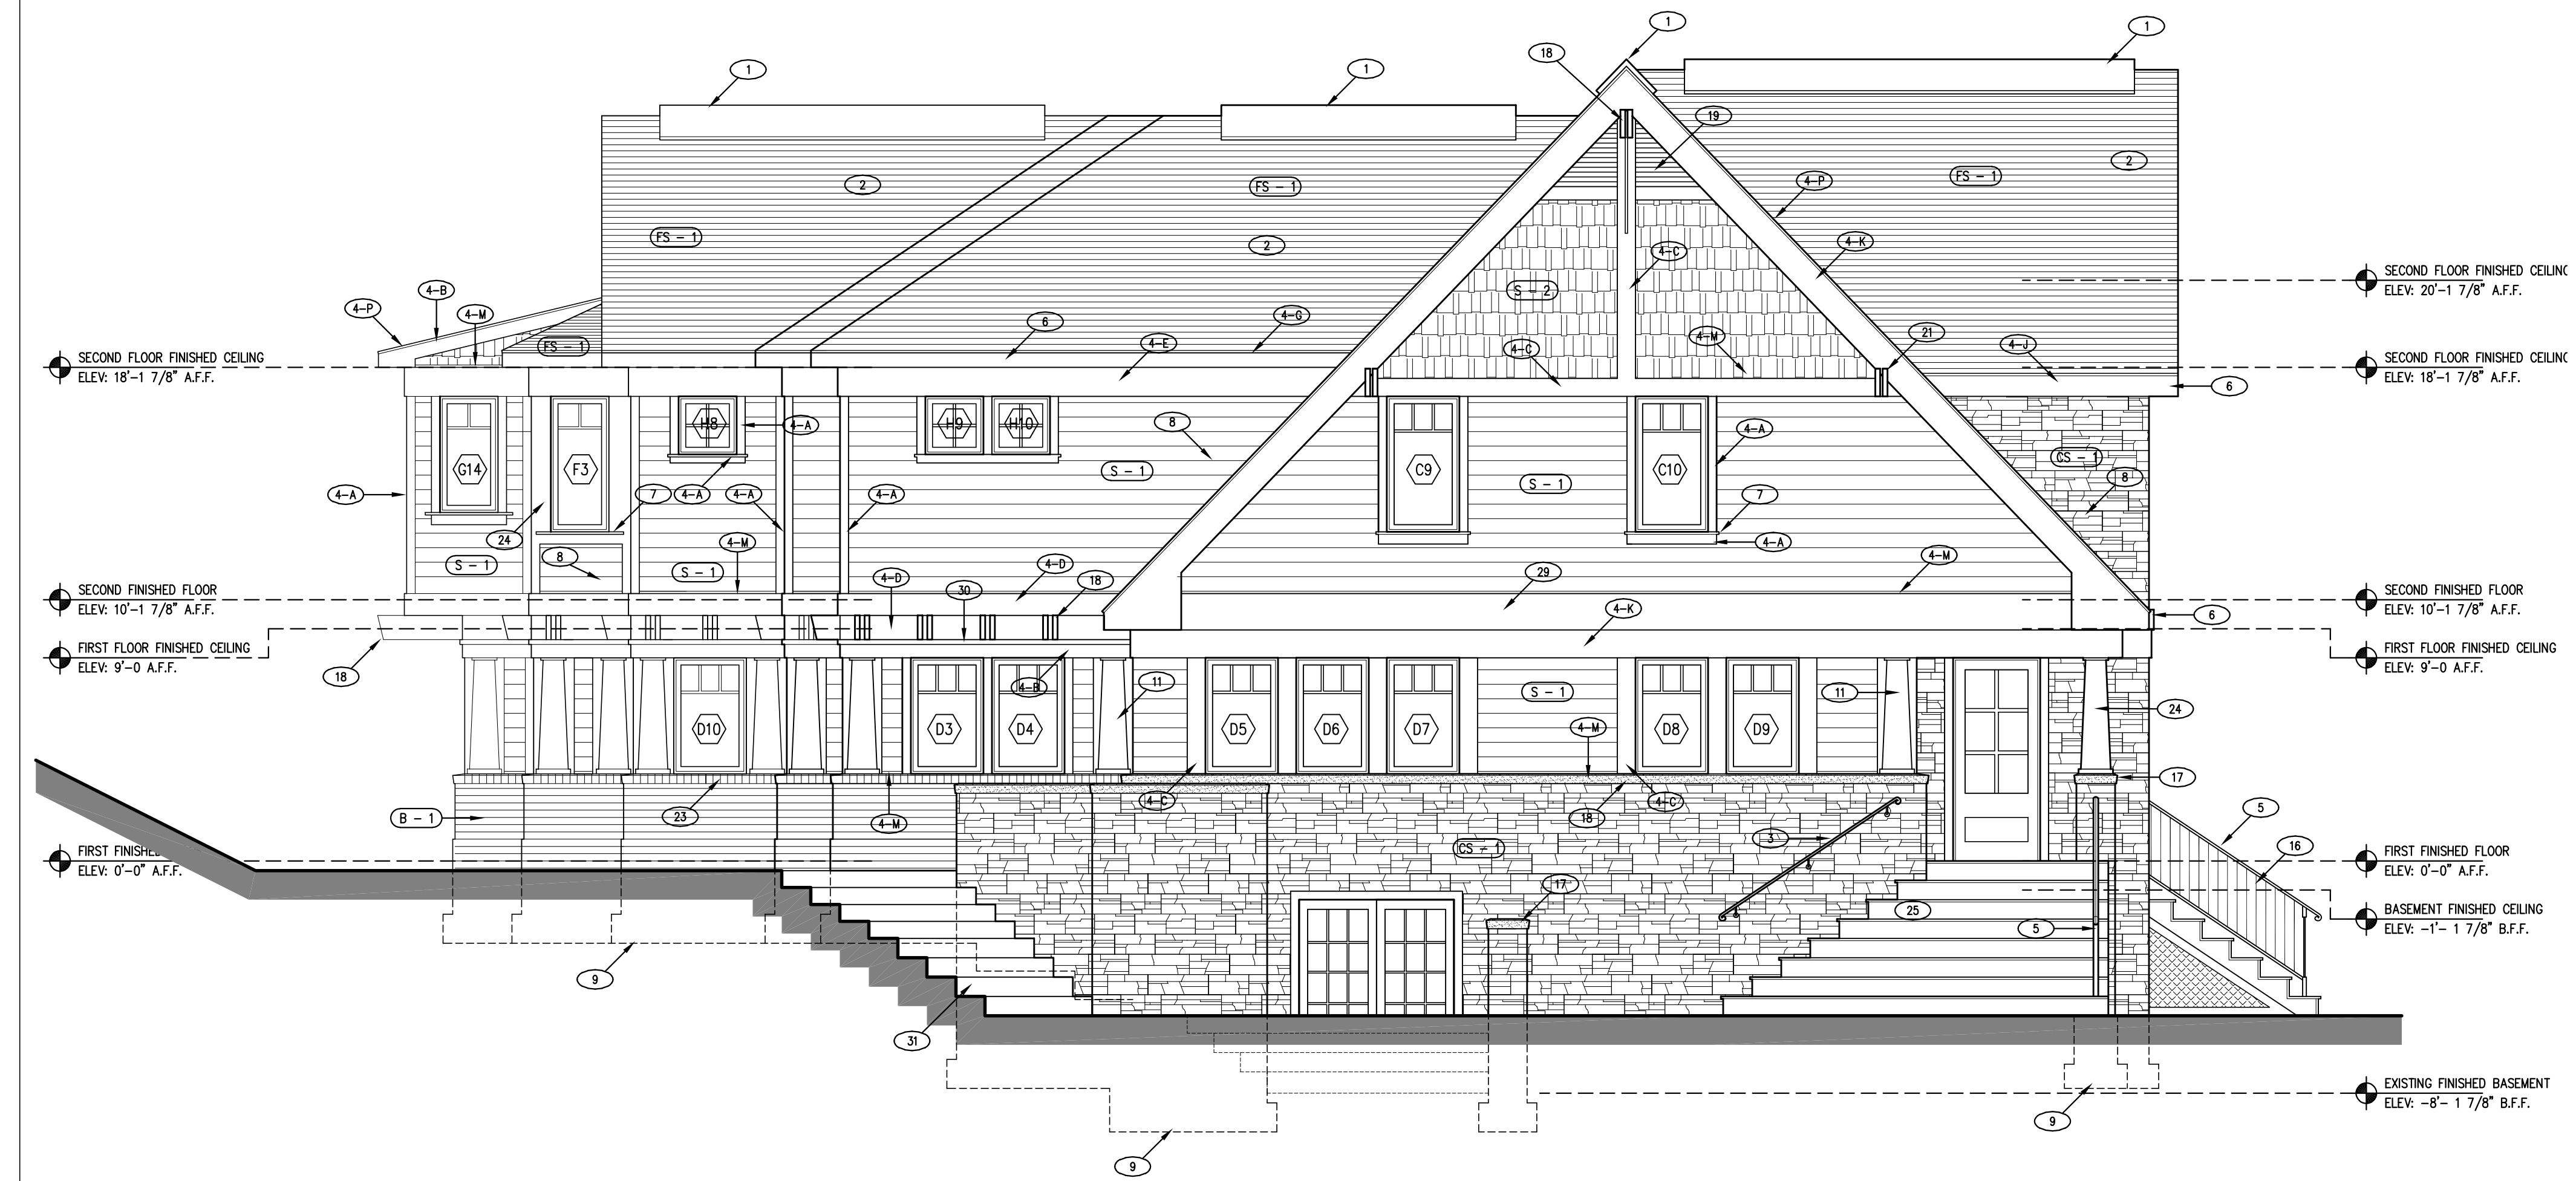 1
1
18
1
1
19
2
2
FS - 1
FS - 1
4-P
FS - 1
4-K
2
4-C
S - 2
SECOND FLOOR FINISHED CEILING
ELEV: 20'-1 7/8" A.F.F.
4-B
4-P
4-M
6
4-G
4-E
FS - 1
4-C
4-M
21
4-J
SECOND FLOOR FINISHED CEILING
ELEV: 18'-1 7/8" A.F.F.
SECOND FLOOR FINISHED CEILING
ELEV: 18'-1 7/8" A.F.F.
6
H8
4-A
H9
H10
8
4-A
CS - 1
G14
F3
S - 1
C9
S - 1
C10
8
4-A
7
4-A
4-A
4-A
7
24
4-M
4-A
8
S - 1
S - 1
4-D
4-D
30
18
29
4-M
4-K
SECOND FINISHED FLOOR
ELEV: 10'-1 7/8" A.F.F.
SECOND FINISHED FLOOR
ELEV: 10'-1 7/8" A.F.F.
6
FIRST FLOOR FINISHED CEILING
ELEV: 9'-0 A.F.F.
FIRST FLOOR FINISHED CEILING
ELEV: 9'-0 A.F.F.
18
4-B
11
S - 1
11
24
D10
D3
D4
D5
D6
D7
4-M
D8
D9
17
B - 1
23
4-M
4-C
18
4-C
3
5
CS - 1
16
FIRST FINISHE
ELEV: 0'-0" A.F.F.
FIRST FINISHED FLOOR
ELEV: 0'-0" A.F.F.
17
25
5
BASEMENT FINISHED CEILING
ELEV: -1'- 1 7/8" B.F.F.
9
31
EXISTING FINISHED BASEMENT
ELEV: -8'- 1 7/8" B.F.F.
9
9